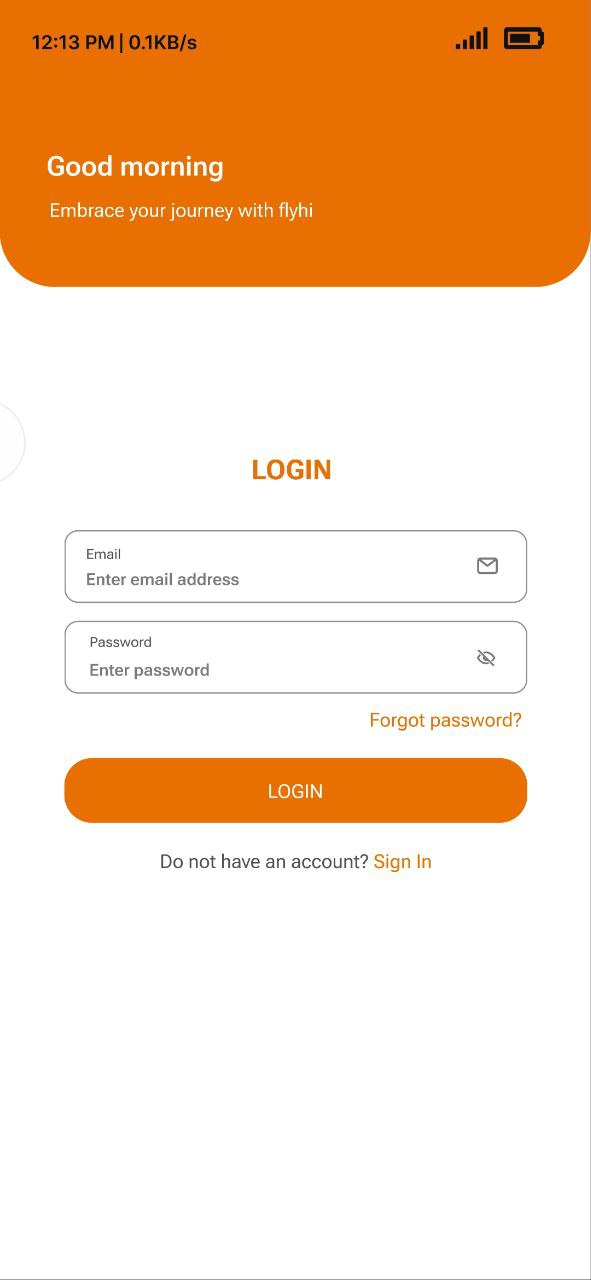 12:13 PM | 0.1KB/s
Good morning
Embrace your journey with flyhi
LOGIN
Email
Enter email address
Password
Enter password
Forgot password?
LOGIN
Do not have an account? Sign In